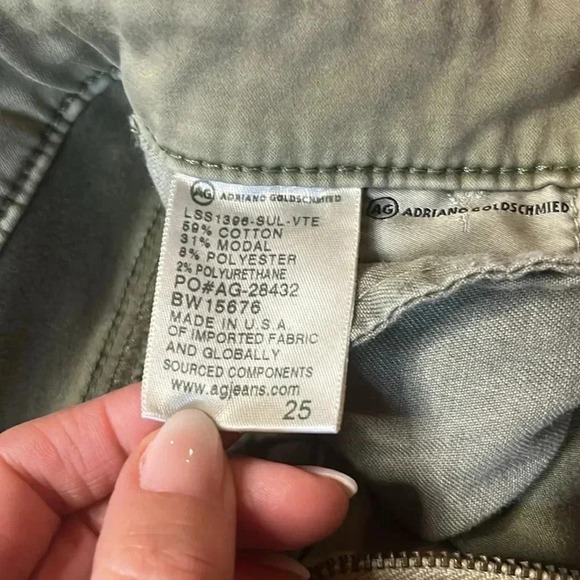 AG ADRIANO GOLDSCHMIED
LSS1396-SUL-VTE
59% COTTON
31% MODAL
8% POLYESTER
2% POLYURETHANE
PO#AG-28432
BW15676
MADE IN U.S.A.
OF IMPORTED FABRIC
AND GLOBALLY
SOURCED COMPONENTS
www.agjeans.com
25
AG ADRIANO GOLDSCHMIED